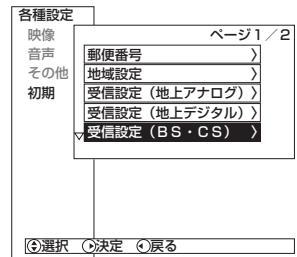 各種設定
映像
音声
その他
初期
ページ1／2
郵便番号 〉
地域設定 〉
受信設定（地上アナログ） 〉
受信設定（地上デジタル） 〉
受信設定（ＢＳ・ＣＳ） 〉
選択 決定 戻る